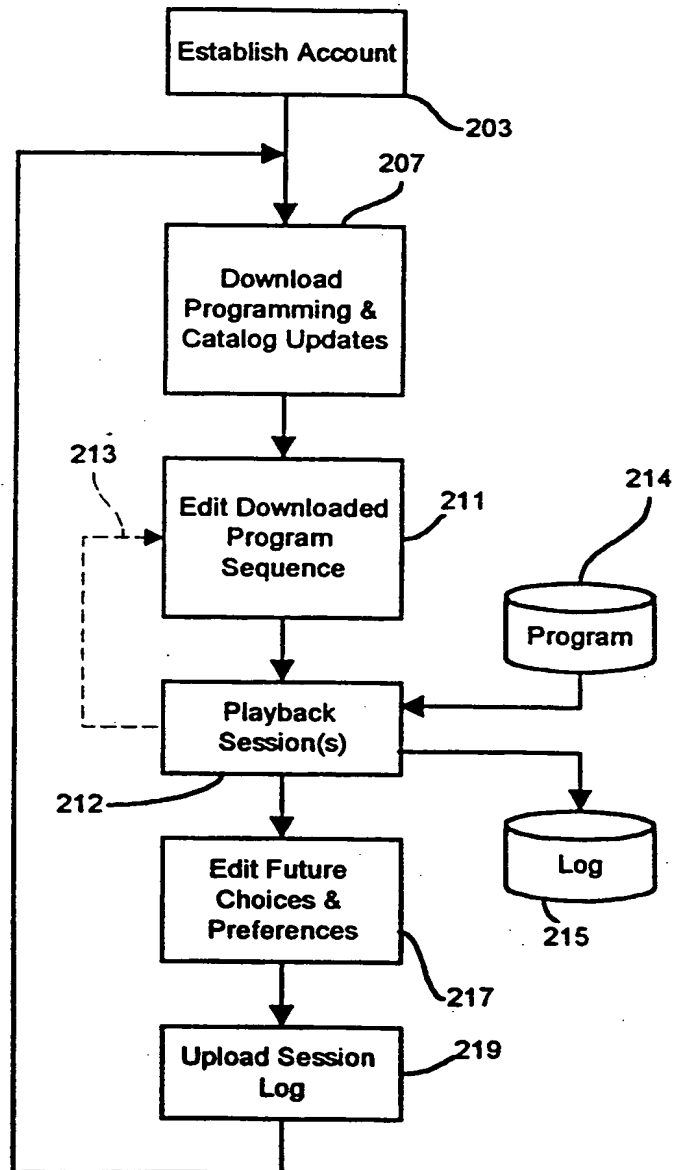 Establish Account
203
207
Download
Programming &
Catalog Updates
213
Edit Downloaded
Program
Sequence
211
214
Program
Playback
Session(s)
212
Log
215
Edit Future
Choices &
Preferences
217
Upload Session
Log
219